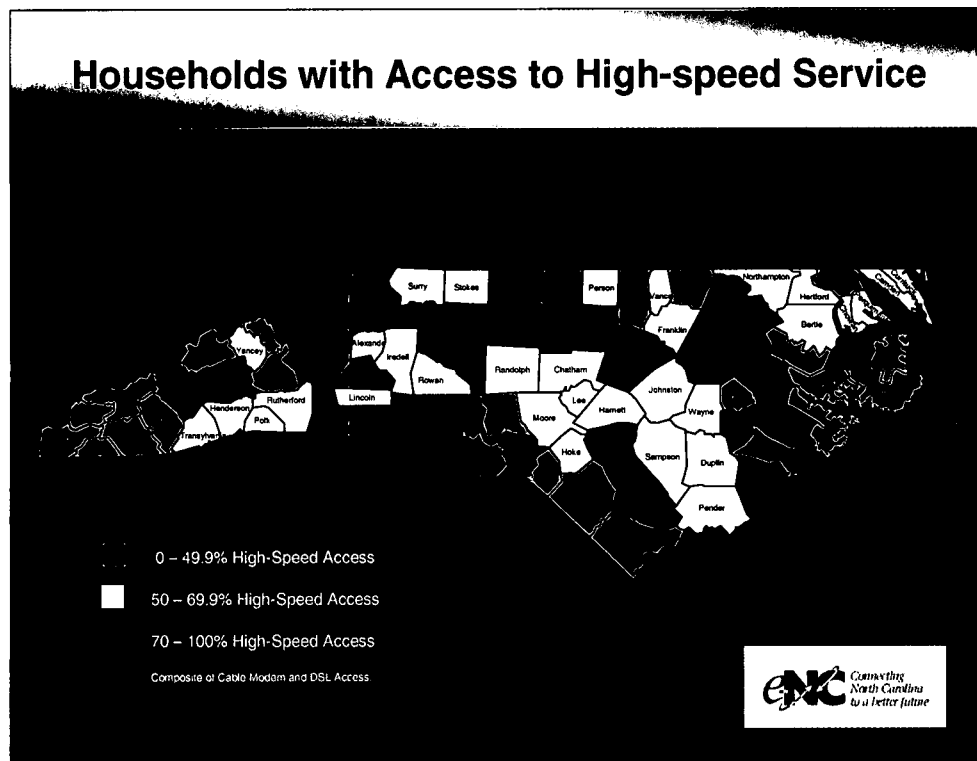 Households with Access to High-speed Service
Northampton
Surry
Stokes
Person
Vance
Hertford
Bertie
Franklin
Yancey
Alexande
Iredell
Rowan
Randolph
Chatham
Johnston
Lincoln
Rutherford
Henderson
Polk
Transylvani
Lee
Moore
Harnett
Wayne
Hoke
Sampson
Duplin
Pender
0 – 49.9% High-Speed Access
50 – 69.9% High-Speed Access
70 – 100% High-Speed Access
Composite of Cable Modem and DSL Access.
e-NC
Connecting
North Carolina
to a better future